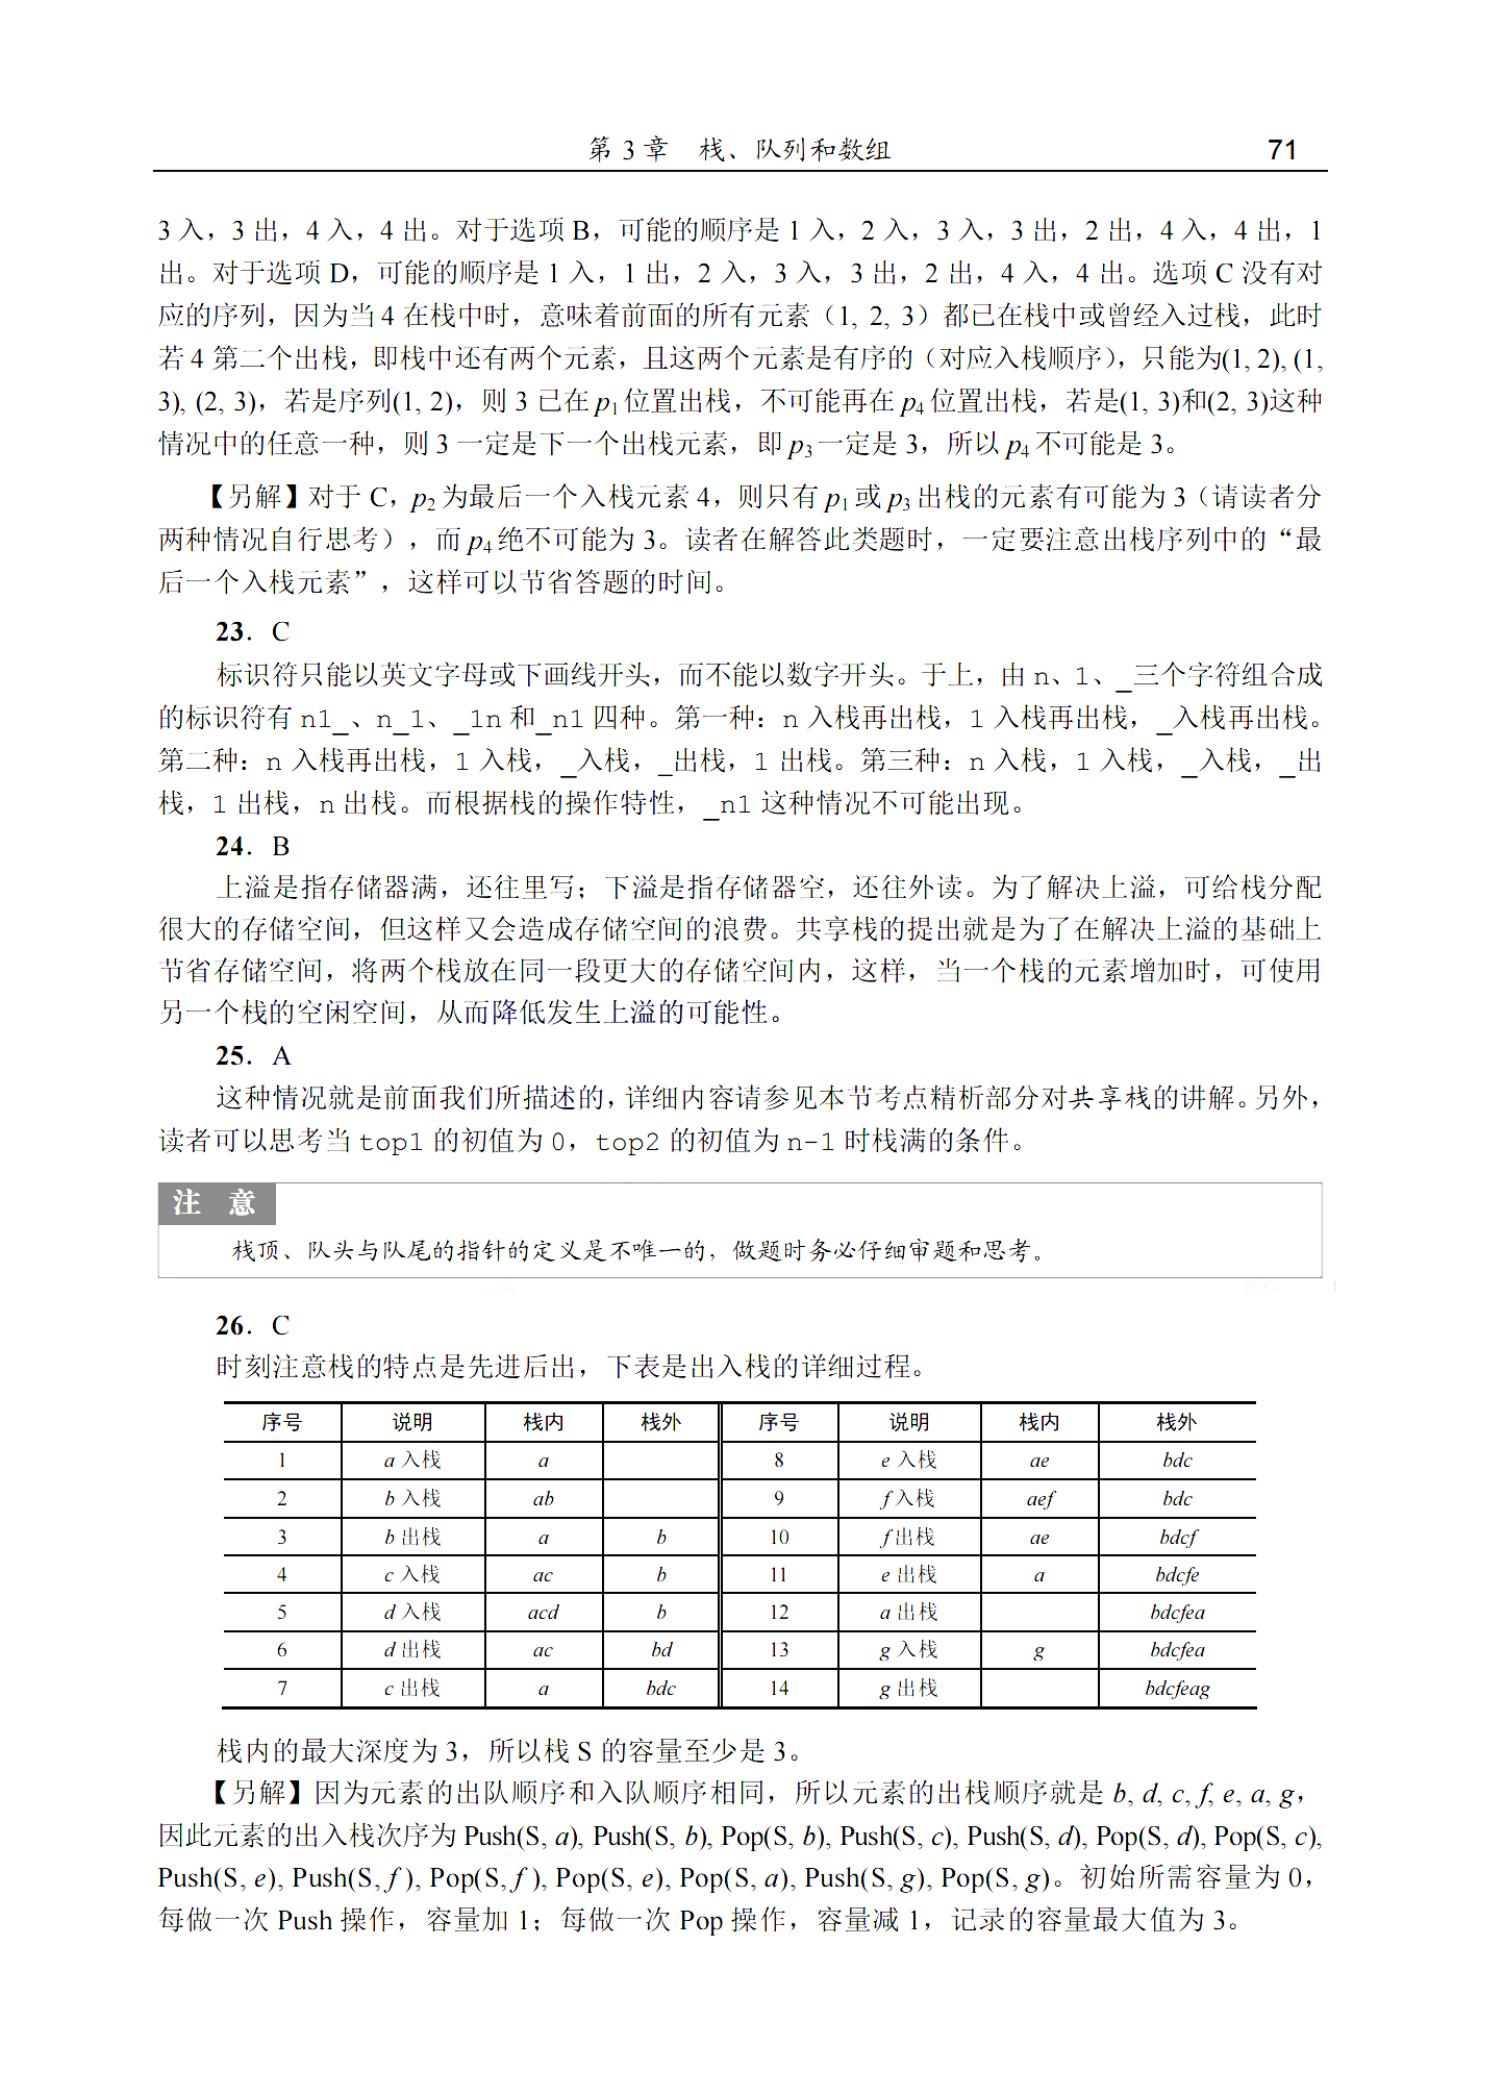 第 3 章 栈、队列和数组 71
3 入，3 出，4 入，4 出。对于选项 B，可能的顺序是 1 入，2 入，3 入，3 出，2 出，4 入，4 出，1
出。对于选项 D，可能的顺序是 1 入，1 出，2 入，3 入，3 出，2 出，4 入，4 出。选项 C 没有对
应的序列，因为当 4 在栈中时，意味着前面的所有元素（1, 2, 3）都已在栈中或曾经入过栈，此时
若 4 第二个出栈，即栈中还有两个元素，且这两个元素是有序的（对应入栈顺序），只能为(1, 2), (1,
3), (2, 3)，若是序列(1, 2)，则 3 已在 p₁ 位置出栈，不可能再在 p₄ 位置出栈，若是(1, 3)和(2, 3)这种
情况中的任意一种，则 3 一定是下一个出栈元素，即 p₃ 一定是 3，所以 p₄ 不可能是 3。
【另解】对于 C，p₂ 为最后一个入栈元素 4，则只有 p₁ 或 p₃ 出栈的元素有可能为 3（请读者分
两种情况自行思考），而 p₄ 绝不可能为 3。读者在解答此类题时，一定要注意出栈序列中的“最
后一个入栈元素”，这样可以节省答题的时间。
23．C
标识符只能以英文字母或下画线开头，而不能以数字开头。于上，由 n、1、_三个字符组合成
的标识符有 n1_、n_1、_1n 和_n1 四种。第一种：n 入栈再出栈，1 入栈再出栈，_入栈再出栈。
第二种：n 入栈再出栈，1 入栈，_入栈，_出栈，1 出栈。第三种：n 入栈，1 入栈，_入栈，_出
栈，1 出栈，n 出栈。而根据栈的操作特性，_n1 这种情况不可能出现。
24．B
上溢是指存储器满，还往里写；下溢是指存储器空，还往外读。为了解决上溢，可给栈分配
很大的存储空间，但这样又会造成存储空间的浪费。共享栈的提出就是为了在解决上溢的基础上
节省存储空间，将两个栈放在同一段更大的存储空间内，这样，当一个栈的元素增加时，可使用
另一个栈的空闲空间，从而降低发生上溢的可能性。
25．A
这种情况就是前面我们所描述的，详细内容请参见本节考点精析部分对共享栈的讲解。另外，
读者可以思考当 top1 的初值为 0，top2 的初值为 n-1 时栈满的条件。
注 意
栈顶、队头与队尾的指针的定义是不唯一的，做题时务必仔细审题和思考。
26．C
时刻注意栈的特点是先进后出，下表是出入栈的详细过程。
序号 说明 栈内 栈外 序号 说明 栈内 栈外
1 a 入栈 a 8 e 入栈 ae bdc
2 b 入栈 ab 9 f 入栈 aef bdc
3 b 出栈 a b 10 f 出栈 ae bdcf
4 c 入栈 ac b 11 e 出栈 a bdcfe
5 d 入栈 acd b 12 a 出栈 bdcfea
6 d 出栈 ac bd 13 g 入栈 g bdcfea
7 c 出栈 a bdc 14 g 出栈 bdcfeag
栈内的最大深度为 3，所以栈 S 的容量至少是 3。
【另解】因为元素的出队顺序和入队顺序相同，所以元素的出栈顺序就是 b, d, c, f, e, a, g，
因此元素的出入栈次序为 Push(S, a), Push(S, b), Pop(S, b), Push(S, c), Push(S, d), Pop(S, d), Pop(S, c),
Push(S, e), Push(S, f ), Pop(S, f ), Pop(S, e), Pop(S, a), Push(S, g), Pop(S, g)。初始所需容量为 0，
每做一次 Push 操作，容量加 1；每做一次 Pop 操作，容量减 1，记录的容量最大值为 3。